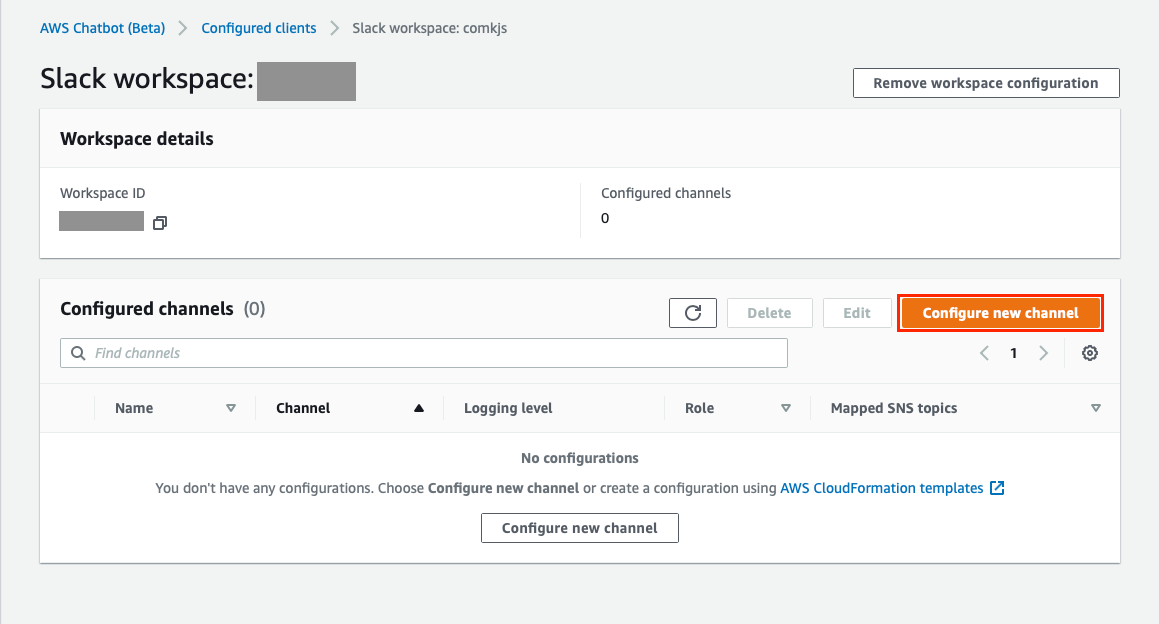 AWS Chatbot (Beta) > Configured clients > Slack workspace: comkjs
Slack workspace:
Remove workspace configuration
Workspace details
Workspace ID
Configured channels
0
Configured channels (0)
Delete
Edit
Configure new channel
Find channels
1
Name Channel Logging level Role Mapped SNS topics
No configurations
You don't have any configurations. Choose Configure new channel or create a configuration using AWS CloudFormation templates
Configure new channel